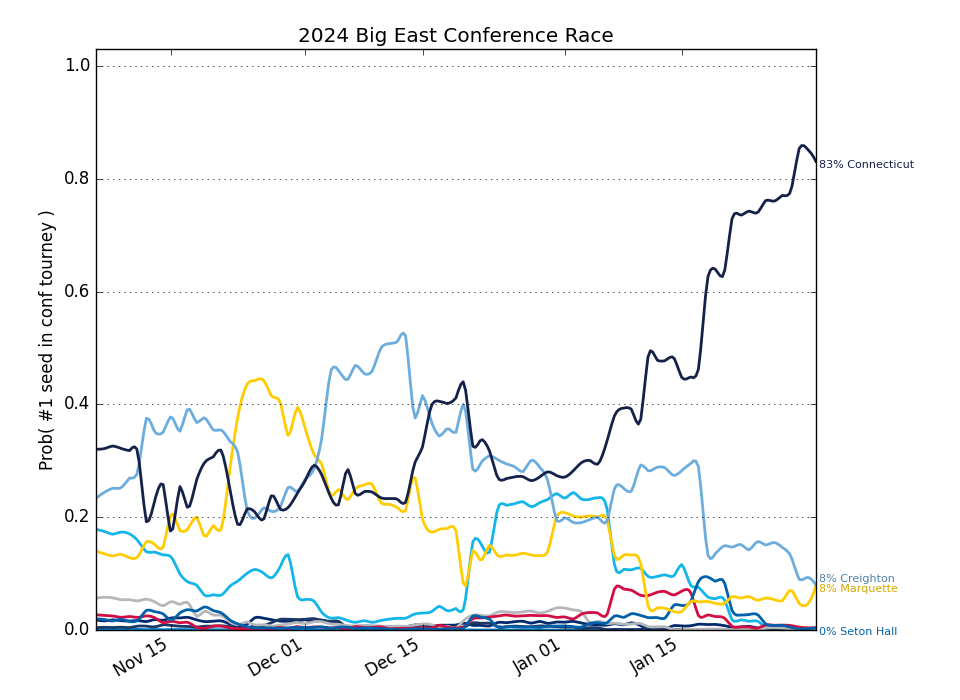 2024 Big East Conference Race
Prob( #1 seed in conf tourney )
1.0
0.8
0.6
0.4
0.2
0.0
Nov 15
Dec 01
Dec 15
Jan 01
Jan 15
83% Connecticut
8% Creighton
8% Marquette
0% Seton Hall